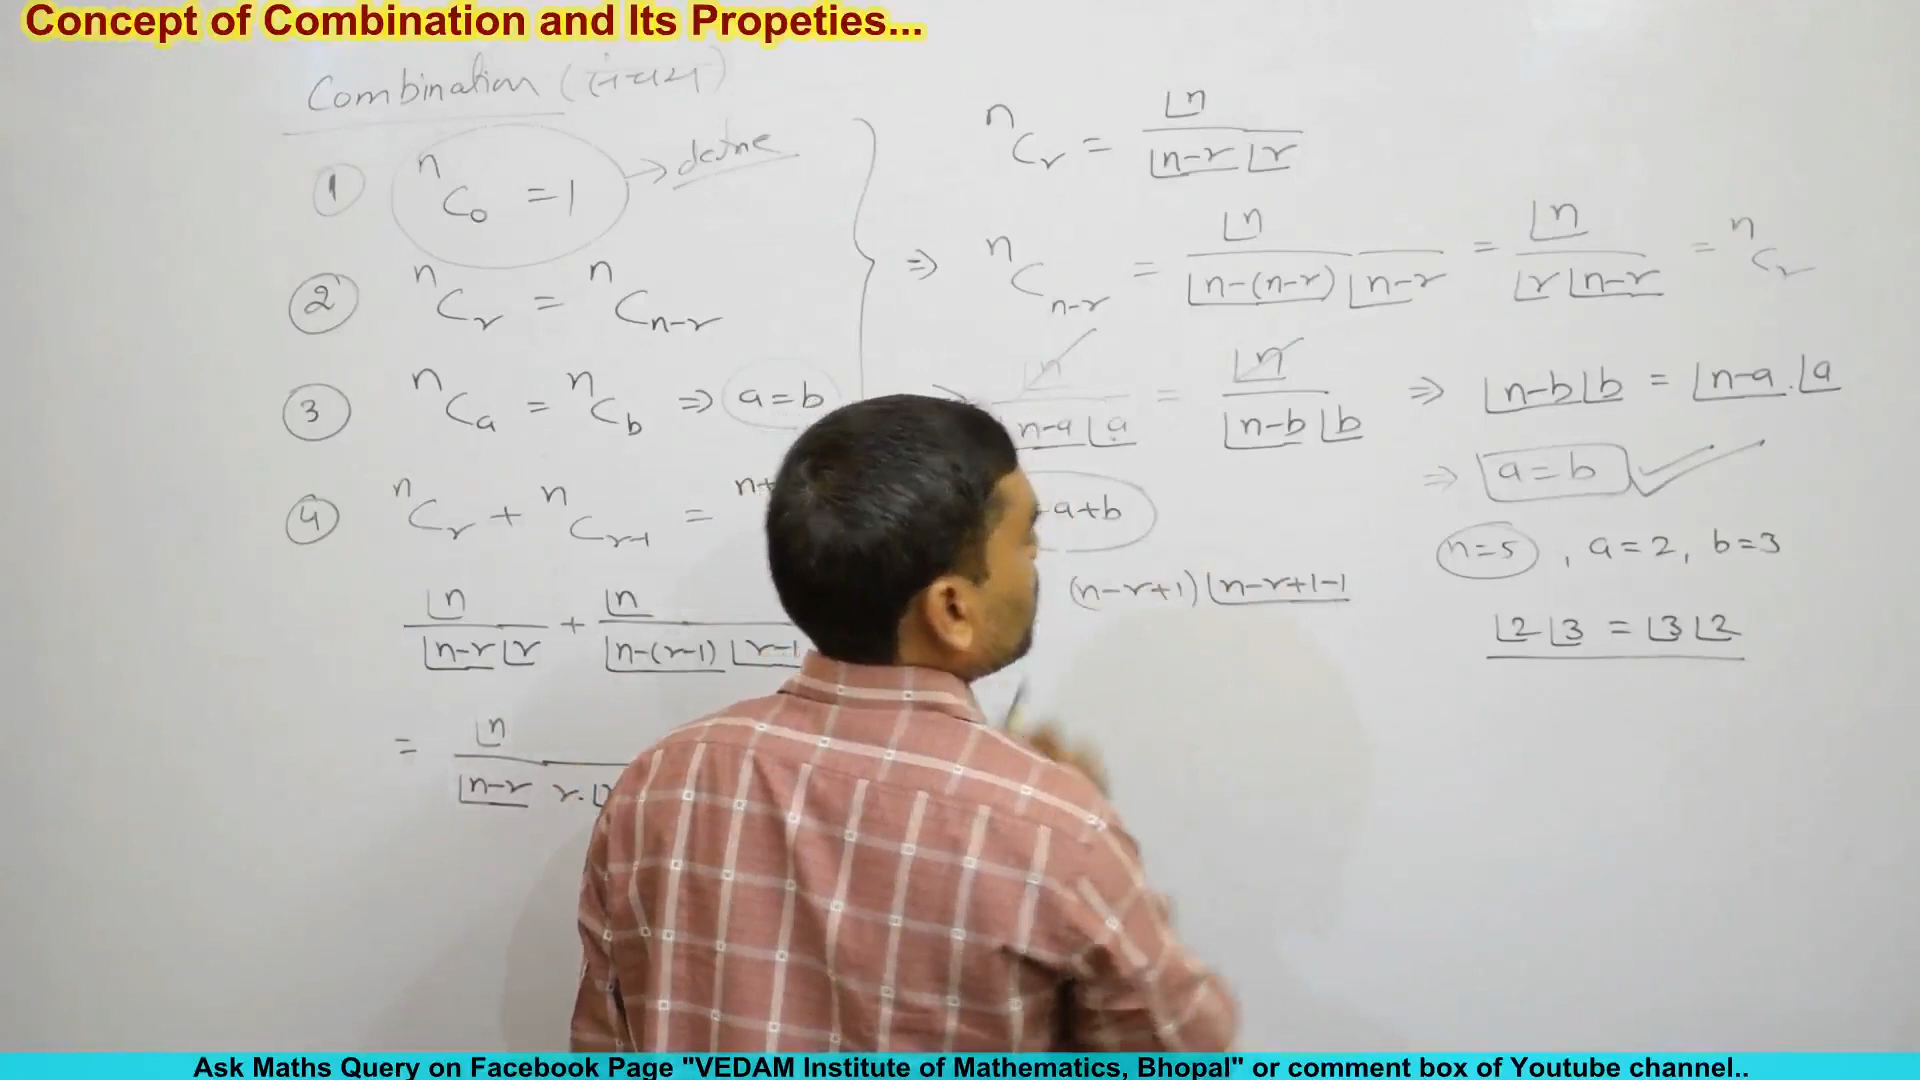 Concept of Combination and Its Propeties...
Combination (संचय)
① ⁿC₀ = 1 → define
② ⁿCᵣ = ⁿCₙ₋ᵣ
③ ⁿCₐ = ⁿC_b ⇒ a=b
④ ⁿCᵣ + ⁿCᵣ₋₁ = n+
⌊n / ⌊n-r ⌊r + ⌊n / ⌊n-(r-1) ⌊r-1
= ⌊n / ⌊n-r r.
ⁿCᵣ = ⌊n / ⌊n-r ⌊r
⇒ ⁿCₙ₋ᵣ = ⌊n / ⌊n-(n-r) ⌊n-r = ⌊n / ⌊r ⌊n-r = ⁿCᵣ
⌊n / n-a ⌊a = ⌊n / ⌊n-b ⌊b ⇒ ⌊n-b ⌊b = ⌊n-a . ⌊a
⇒ a=b ✓
a+b
n=5 , a=2, b=3
(n-r+1) ⌊n-r+1-1
⌊2 ⌊3 = ⌊3 ⌊2
Ask Maths Query on Facebook Page "VEDAM Institute of Mathematics, Bhopal" or comment box of Youtube channel..